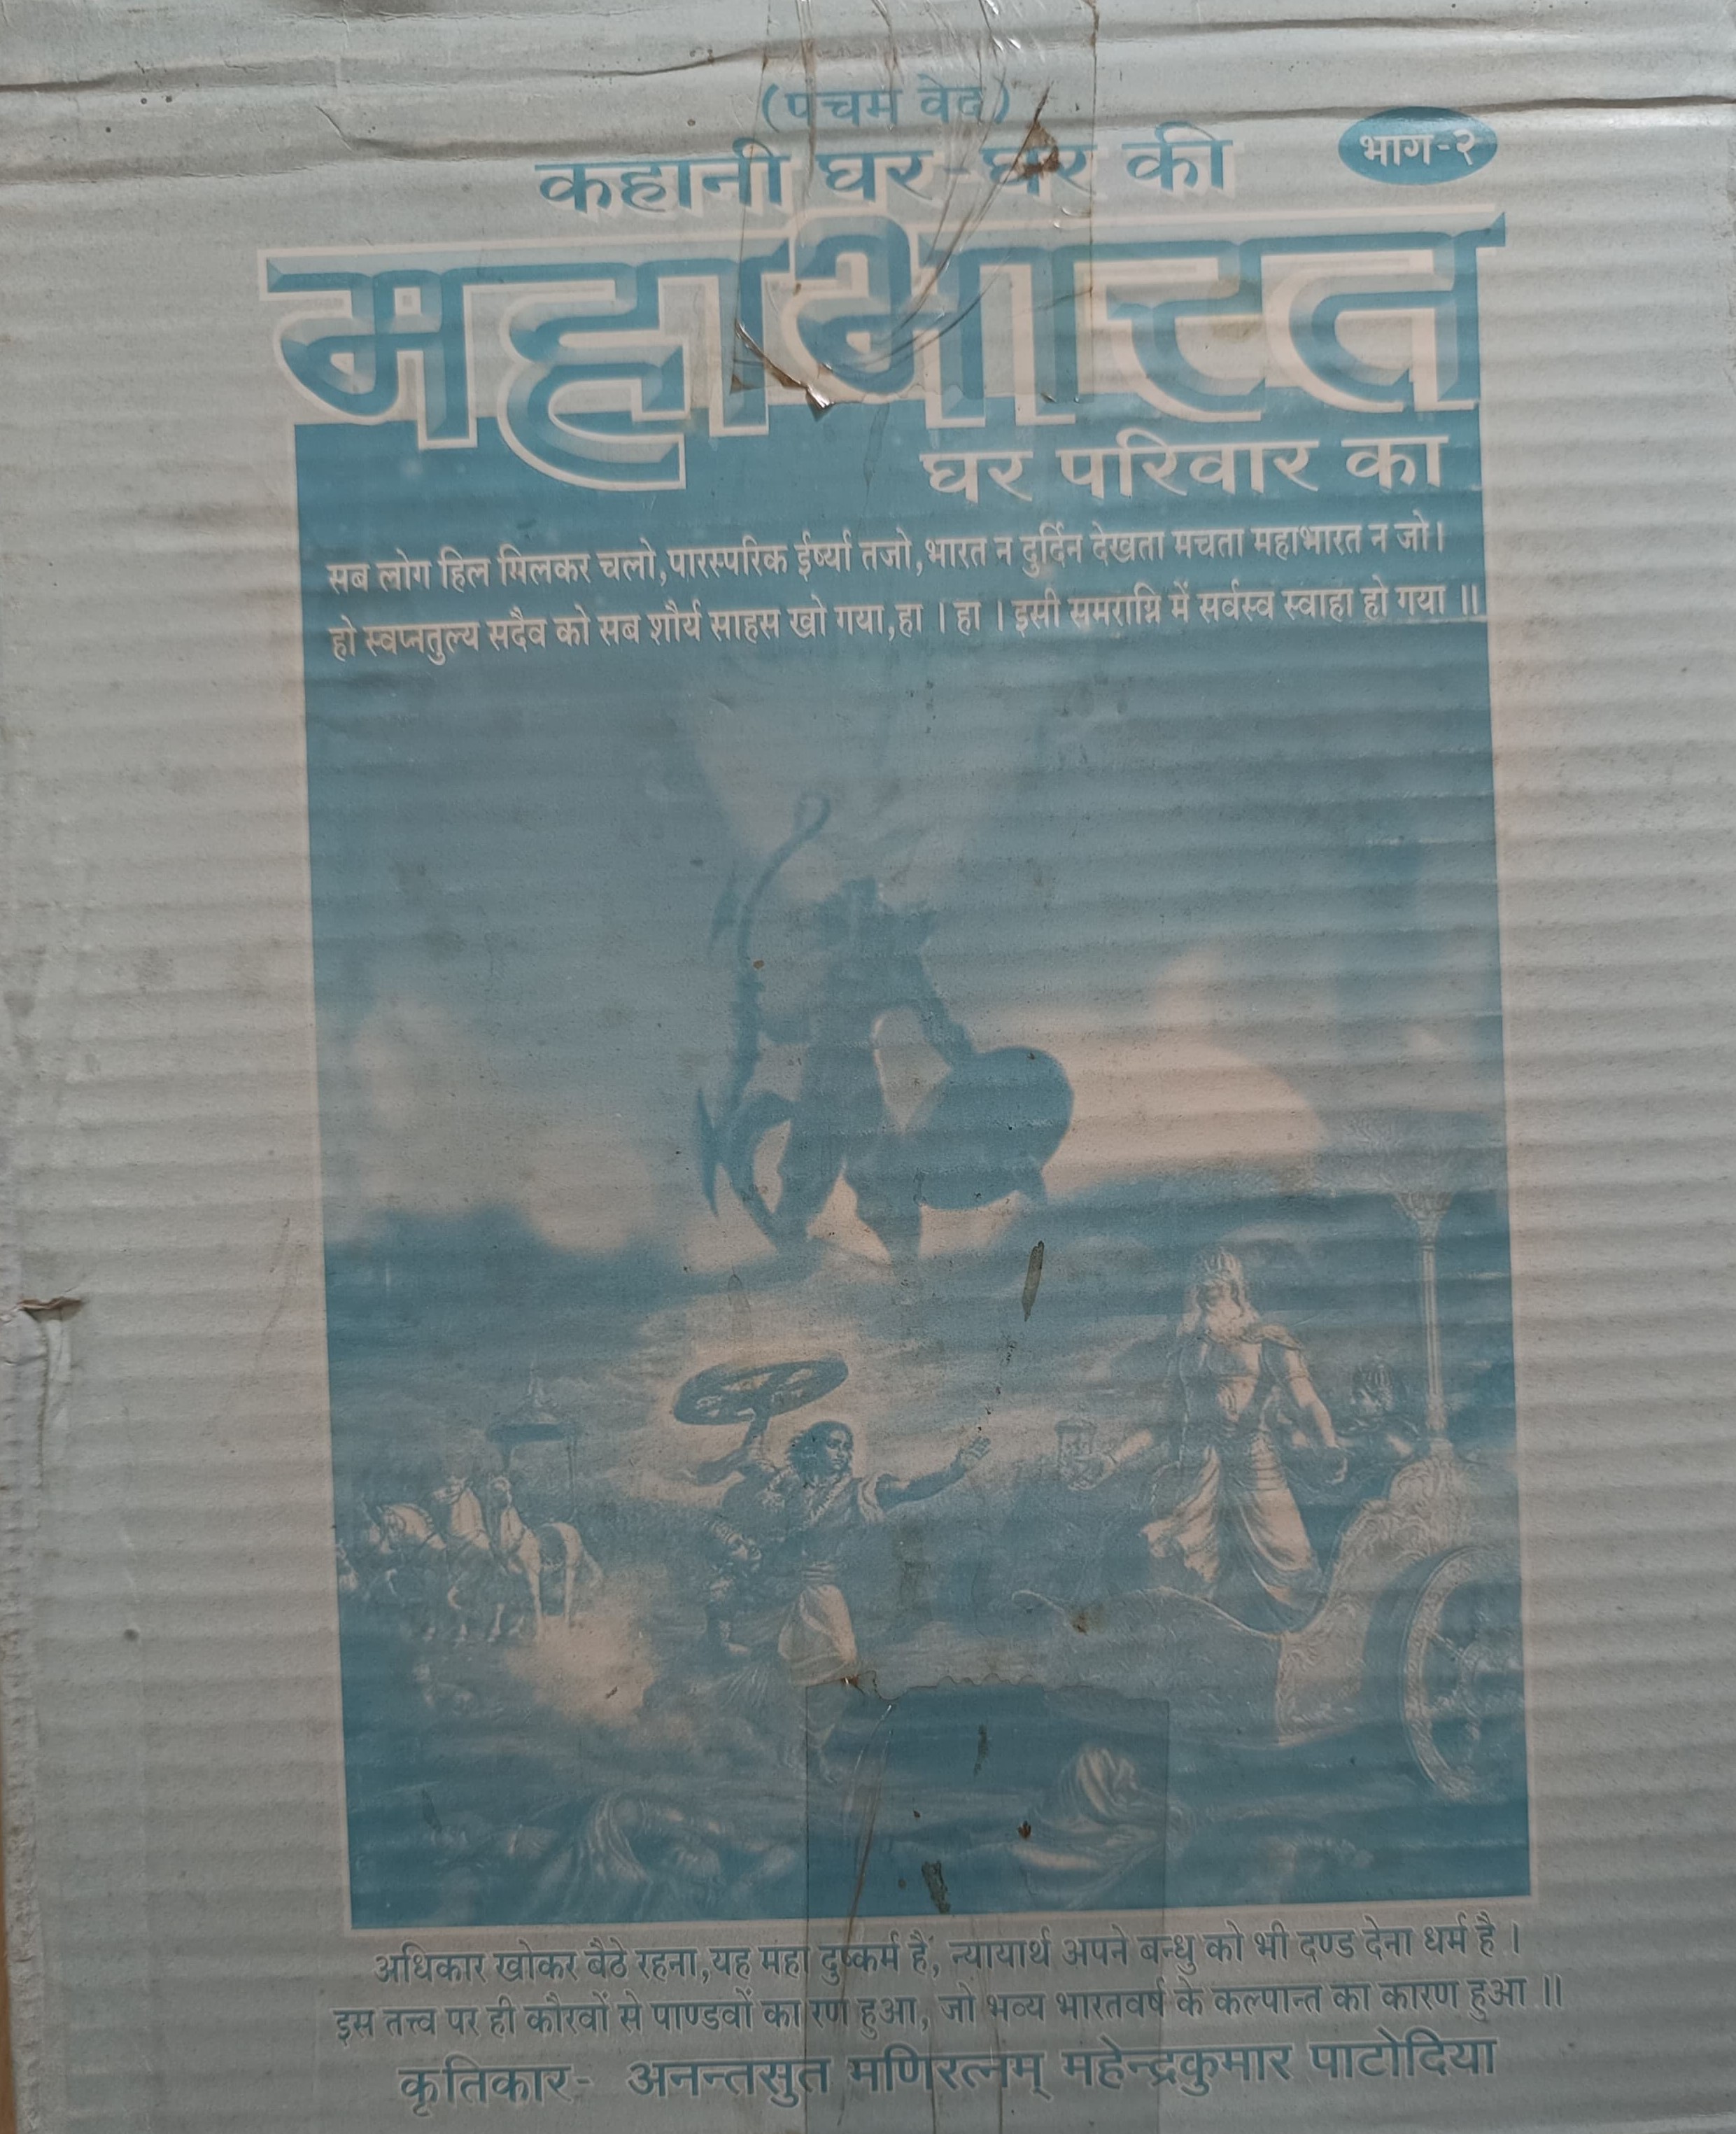 (पंचम वेद)
कहानी घर-घर की
भाग-२
महाभारत
घर परिवार का
सब लोग हिल मिलकर चलो,पारस्परिक ईर्ष्या तजो,भारत न दुर्दिन देखता मचता महाभारत न जो।
हो स्वप्नतुल्य सदैव को सब शौर्य साहस खो गया,हा । हा । इसी समराग्नि में सर्वस्व स्वाहा हो गया ॥
अधिकार खोकर बैठे रहना,यह महा दुष्कर्म हैं, न्यायार्थ अपने बन्धु को भी दण्ड देना धर्म है ।
इस तत्त्व पर ही कौरवों से पाण्डवों का रण हुआ, जो भव्य भारतवर्ष के कल्पान्त का कारण हुआ ॥
कृतिकार- अनन्तसुत मणिरत्नम् महेन्द्रकुमार पाटोदिया